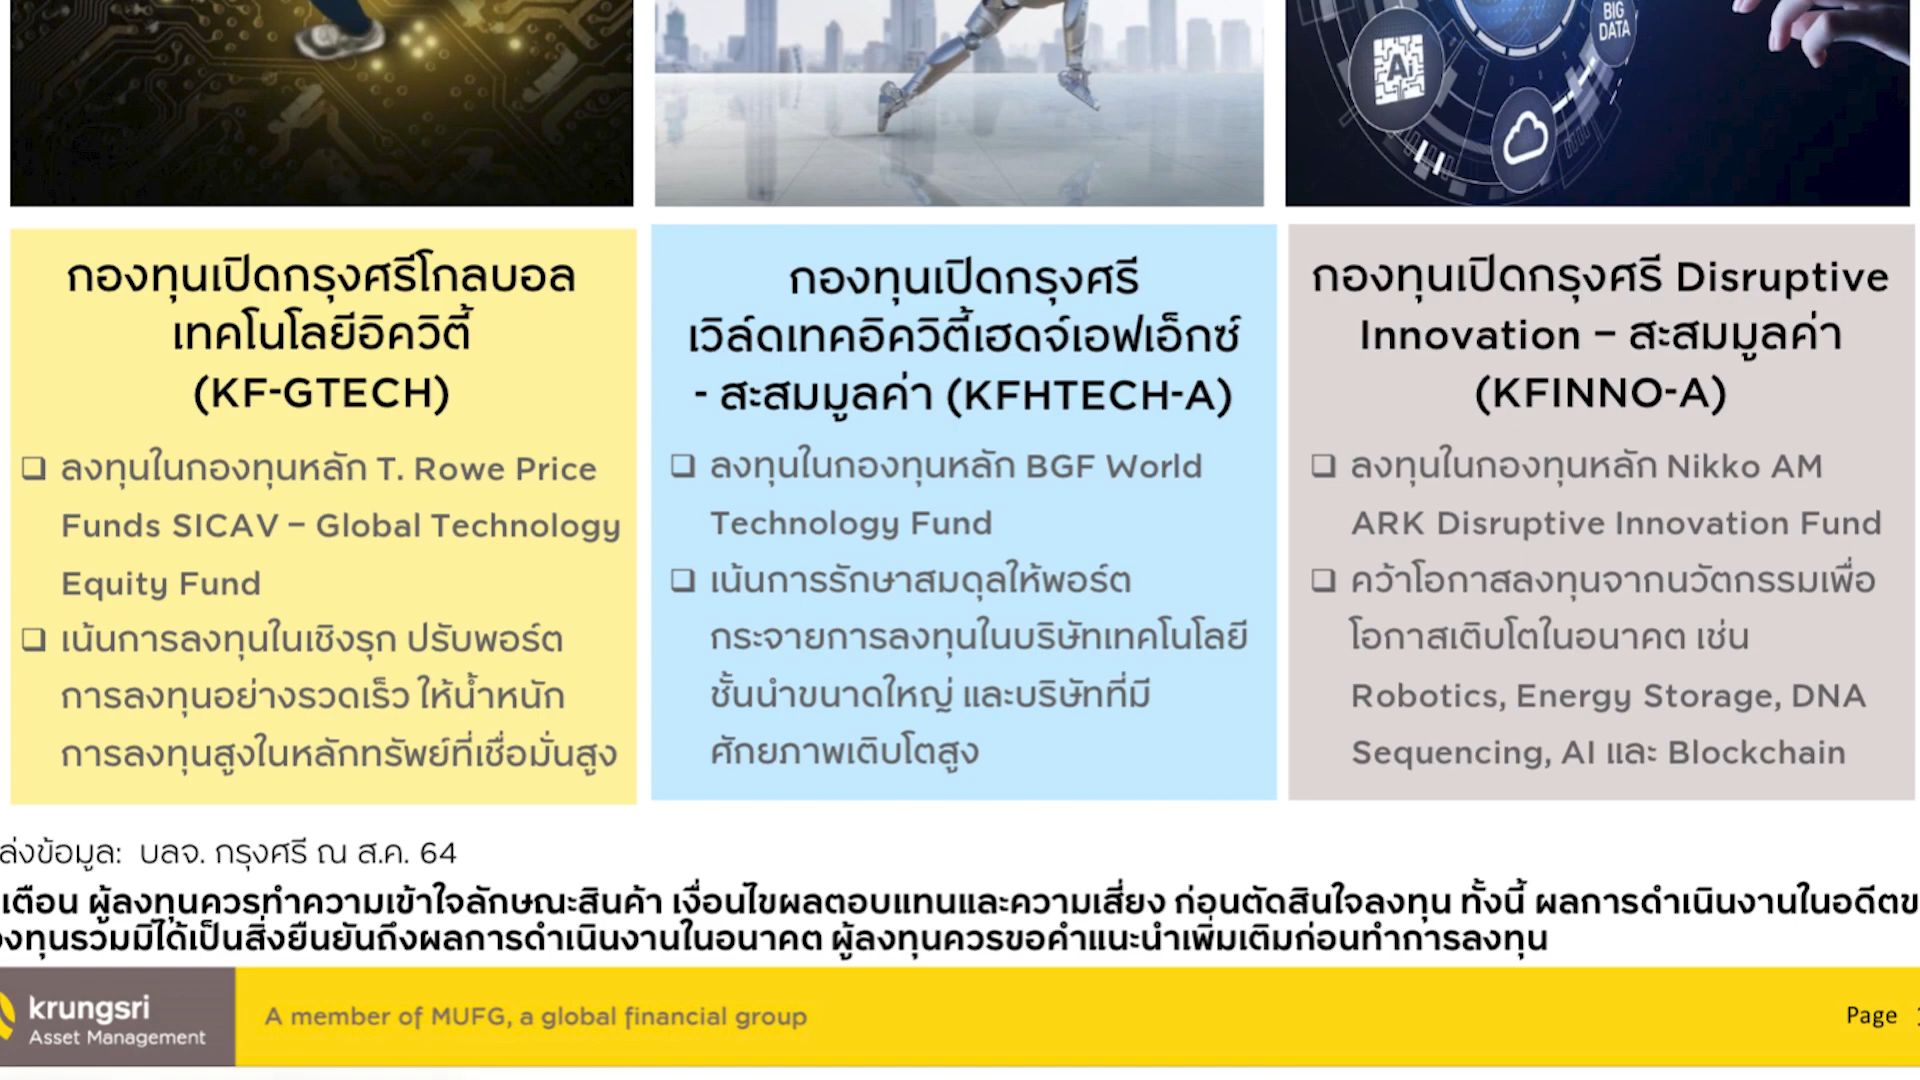 BIG
DATA
Ai
กองทุนเปิดกรุงศรีโกลบอล
เทคโนโลยีอิควิตี้
(KF-GTECH)
❑ ลงทุนในกองทุนหลัก T. Rowe Price
Funds SICAV – Global Technology
Equity Fund
❑ เน้นการลงทุนในเชิงรุก ปรับพอร์ต
การลงทุนอย่างรวดเร็ว ให้น้ำหนัก
การลงทุนสูงในหลักทรัพย์ที่เชื่อมั่นสูง
กองทุนเปิดกรุงศรี
เวิล์ดเทคอิควิตี้เฮดจ์เอฟเอ็กซ์
- สะสมมูลค่า (KFHTECH-A)
❑ ลงทุนในกองทุนหลัก BGF World
Technology Fund
❑ เน้นการรักษาสมดุลให้พอร์ต
กระจายการลงทุนในบริษัทเทคโนโลยี
ชั้นนำขนาดใหญ่ และบริษัทที่มี
ศักยภาพเติบโตสูง
กองทุนเปิดกรุงศรี Disruptive
Innovation – สะสมมูลค่า
(KFINNO-A)
❑ ลงทุนในกองทุนหลัก Nikko AM
ARK Disruptive Innovation Fund
❑ คว้าโอกาสลงทุนจากนวัตกรรมเพื่อ
โอกาสเติบโตในอนาคต เช่น
Robotics, Energy Storage, DNA
Sequencing, AI และ Blockchain
ล่งข้อมูล: บลจ. กรุงศรี ณ ส.ค. 64
เตือน ผู้ลงทุนควรทำความเข้าใจลักษณะสินค้า เงื่อนไขผลตอบแทนและความเสี่ยง ก่อนตัดสินใจลงทุน ทั้งนี้ ผลการดำเนินงานในอดีตข
องทุนรวมมิได้เป็นสิ่งยืนยันถึงผลการดำเนินงานในอนาคต ผู้ลงทุนควรขอคำแนะนำเพิ่มเติมก่อนทำการลงทุน
krungsri
Asset Management
A member of MUFG, a global financial group
Page